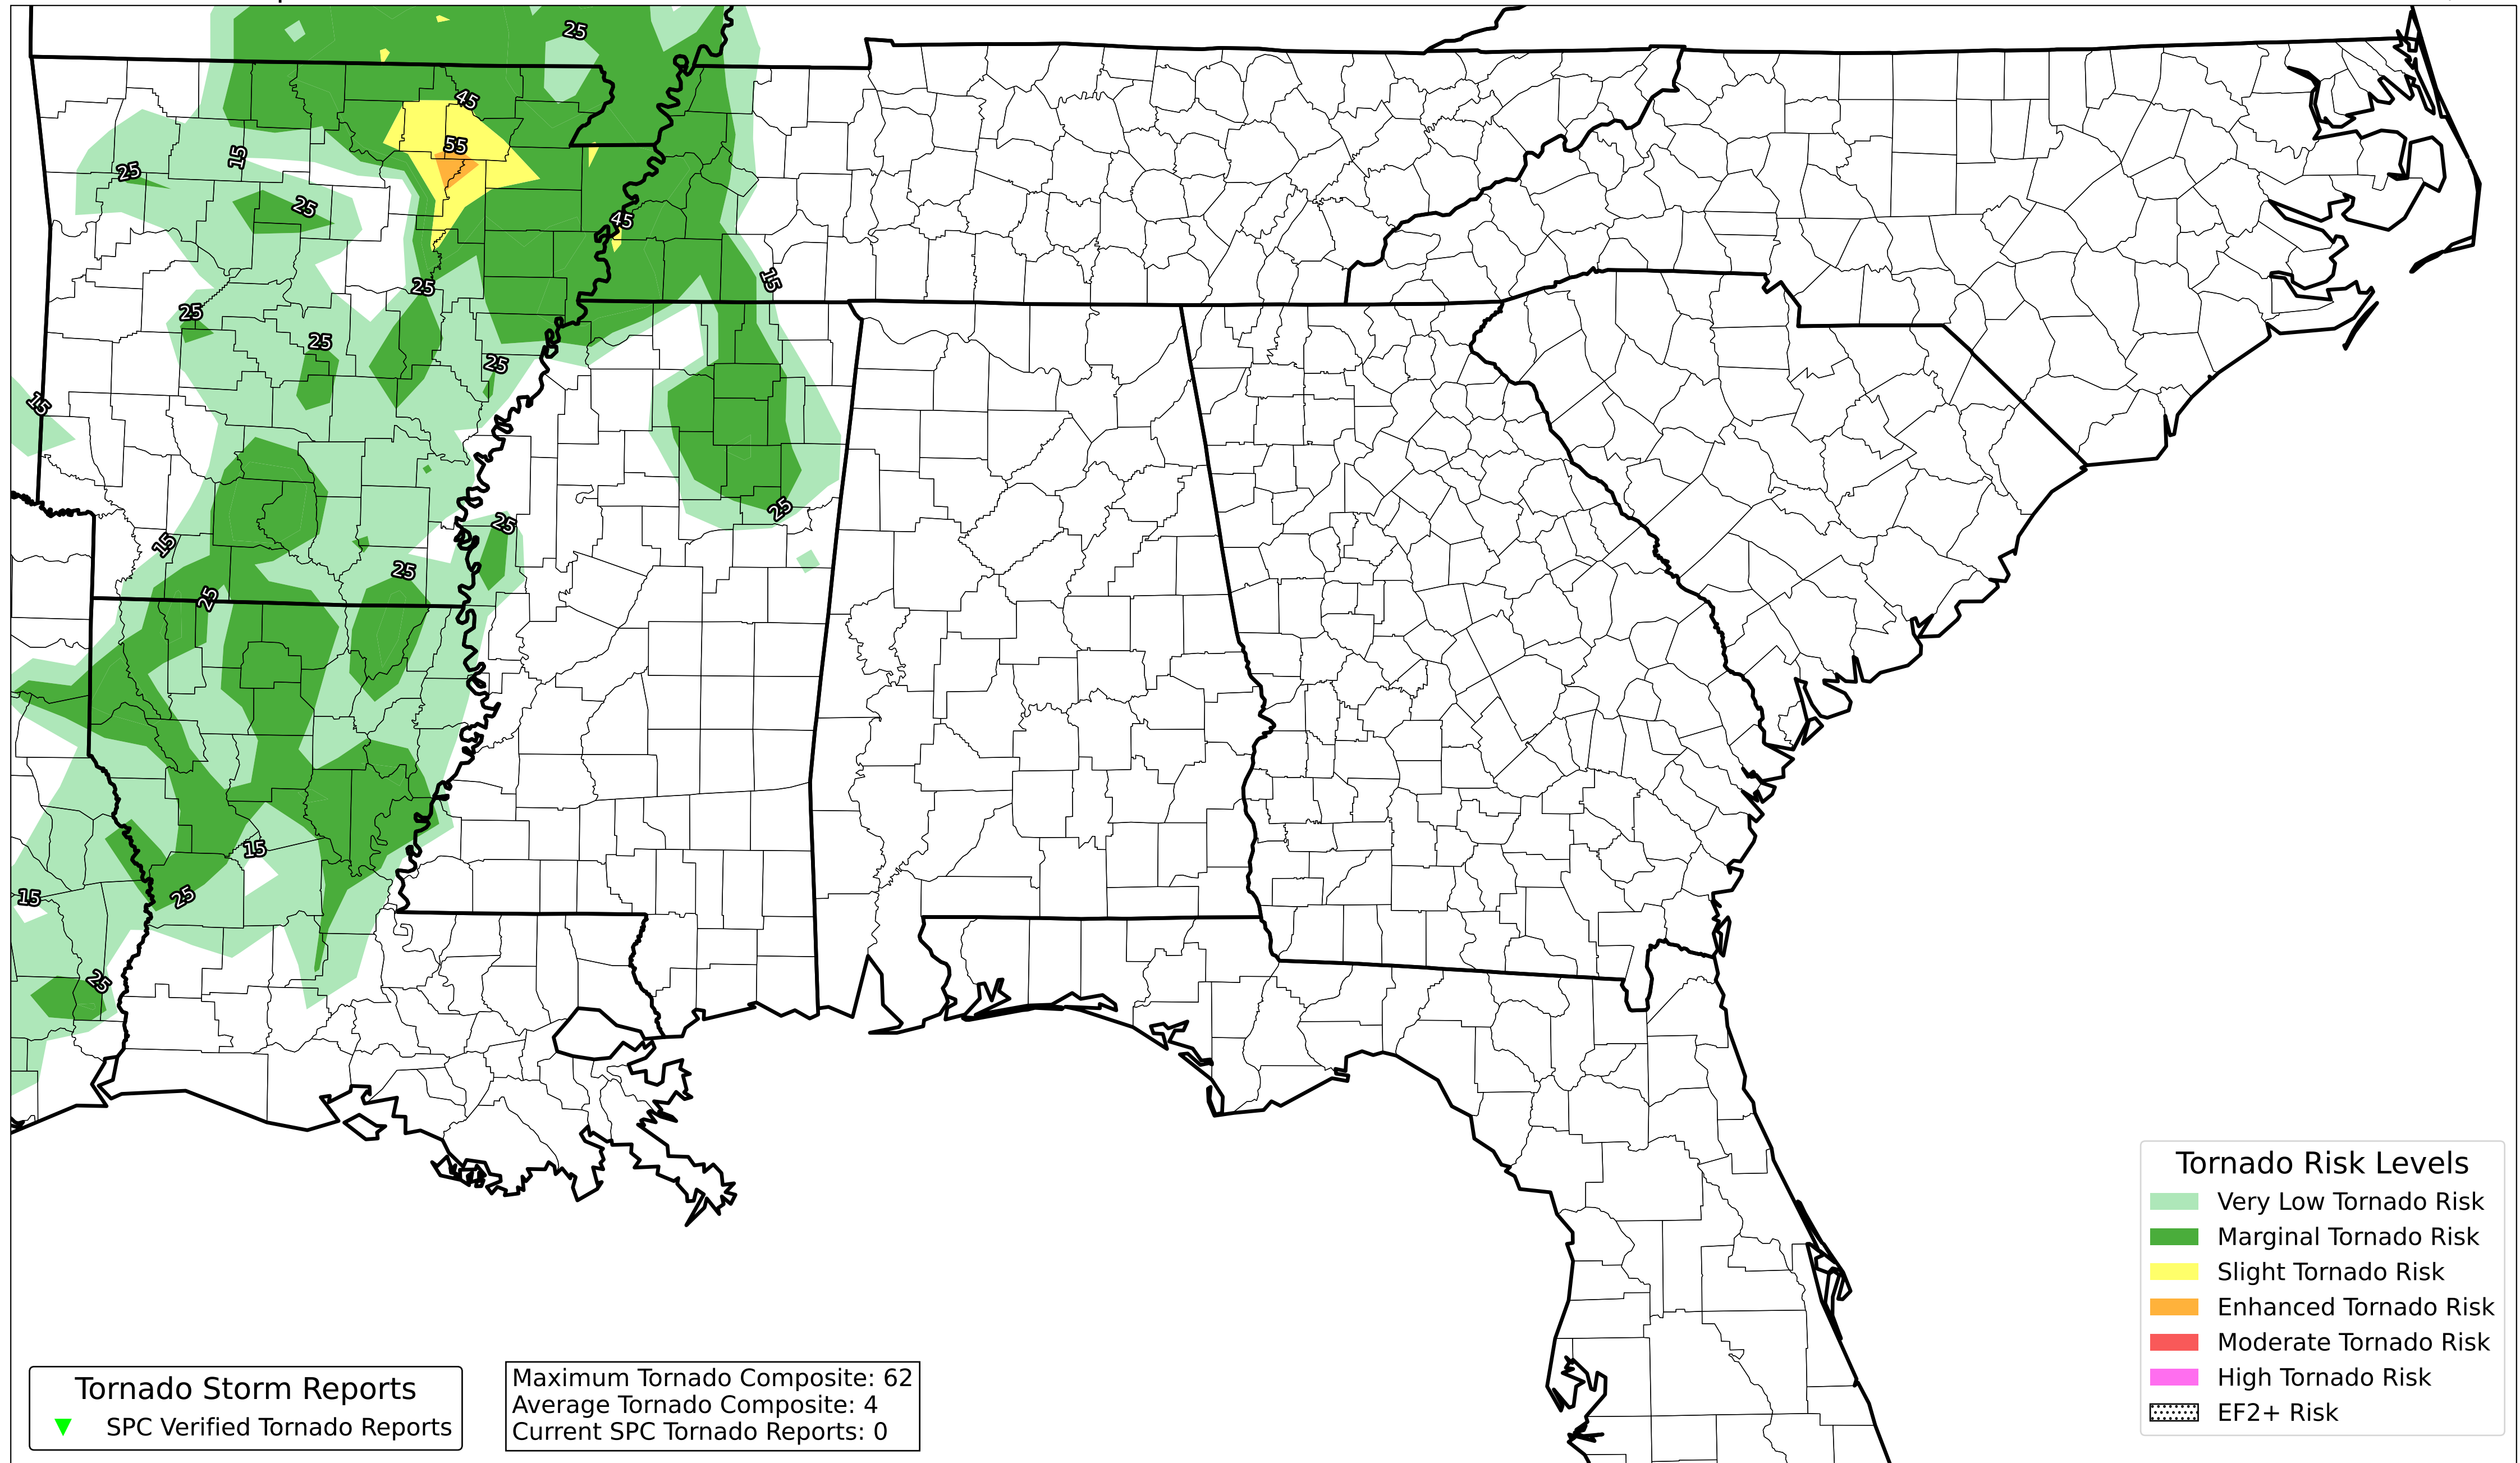 25
45
55
15
25
25
45
15
25
25
25
25
15
25
25
15
25
25
15
25
15
25
Tornado Risk Levels
Very Low Tornado Risk
Marginal Tornado Risk
Slight Tornado Risk
Enhanced Tornado Risk
Moderate Tornado Risk
High Tornado Risk
EF2+ Risk
Tornado Storm Reports
SPC Verified Tornado Reports
Maximum Tornado Composite: 62
Average Tornado Composite: 4
Current SPC Tornado Reports: 0